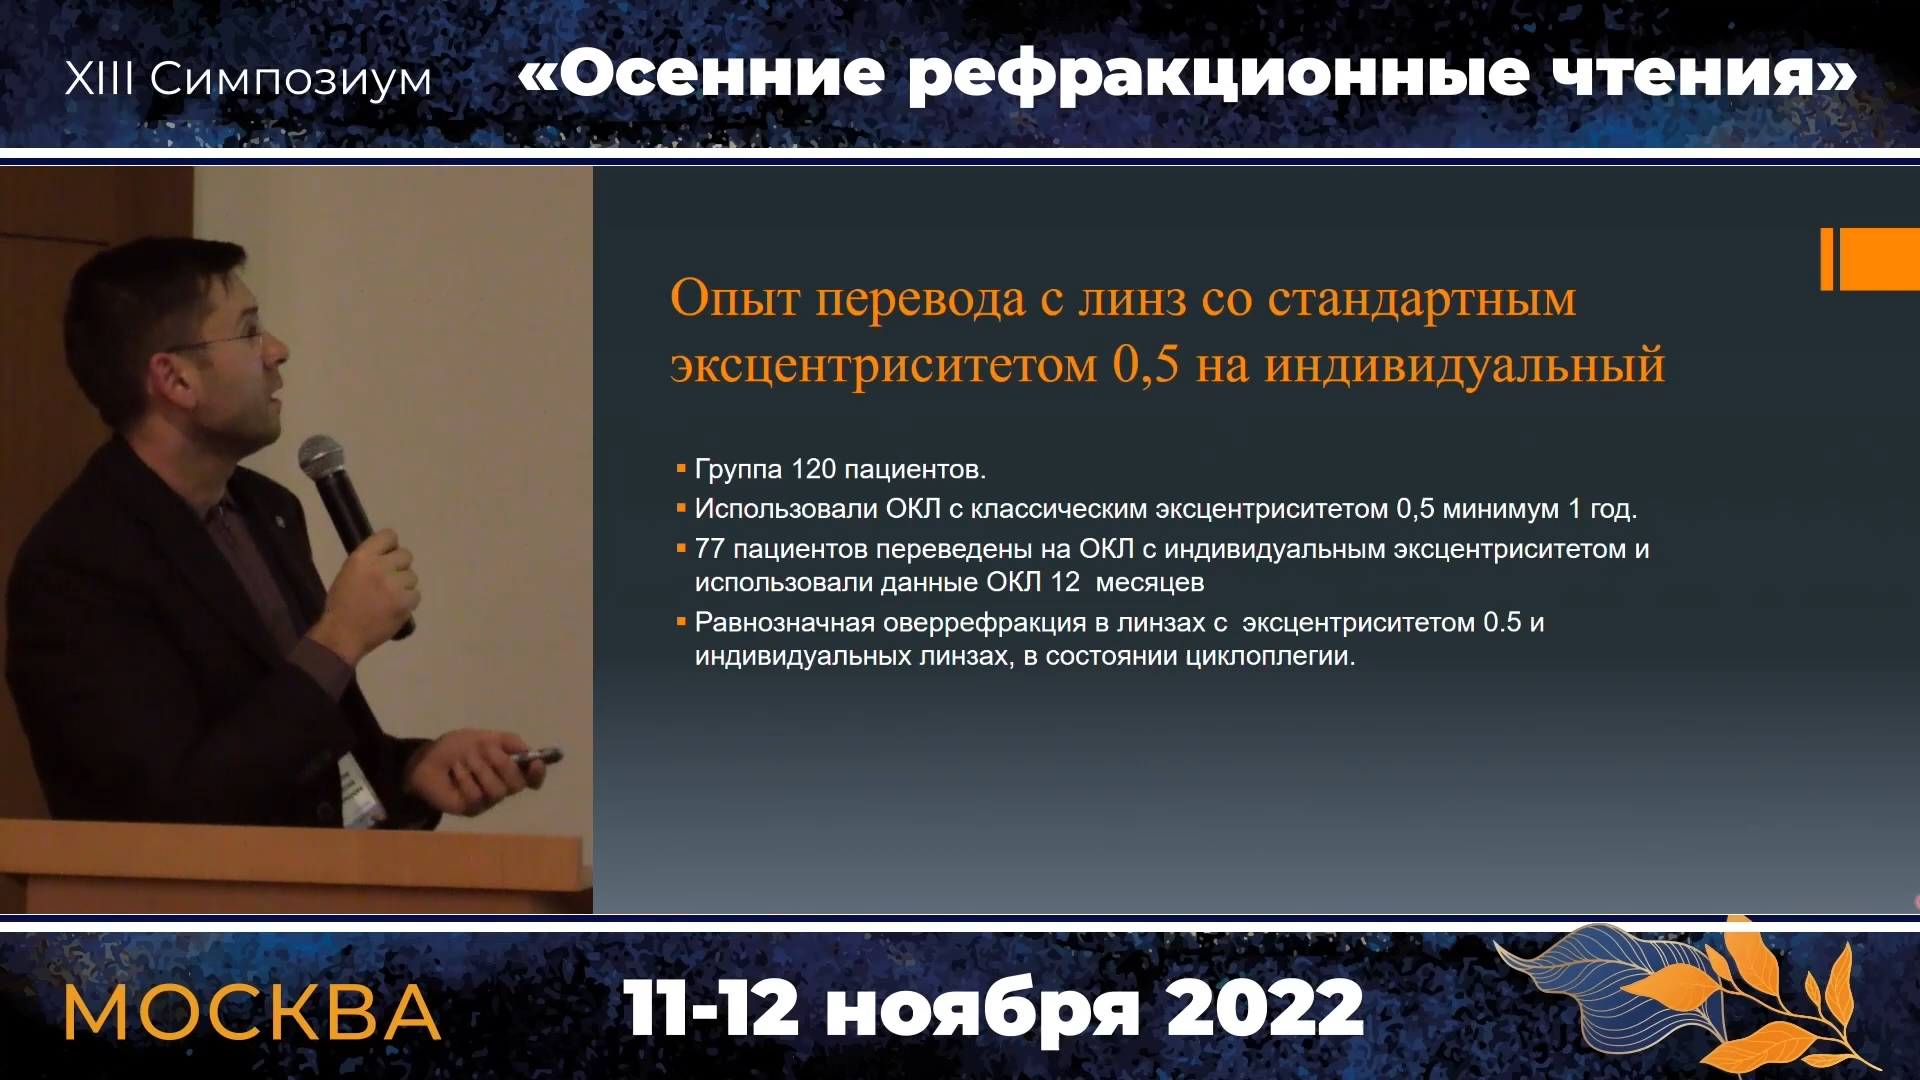 XIII Симпозиум «Осенние рефракционные чтения»
Опыт перевода с линз со стандартным
эксцентриситетом 0,5 на индивидуальный
Группа 120 пациентов.
Использовали ОКЛ с классическим эксцентриситетом 0,5 минимум 1 год.
77 пациентов переведены на ОКЛ с индивидуальным эксцентриситетом и
использовали данные ОКЛ 12 месяцев
Равнозначная оверрефракция в линзах с эксцентриситетом 0.5 и
индивидуальных линзах, в состоянии циклоплегии.
МОСКВА 11-12 ноября 2022